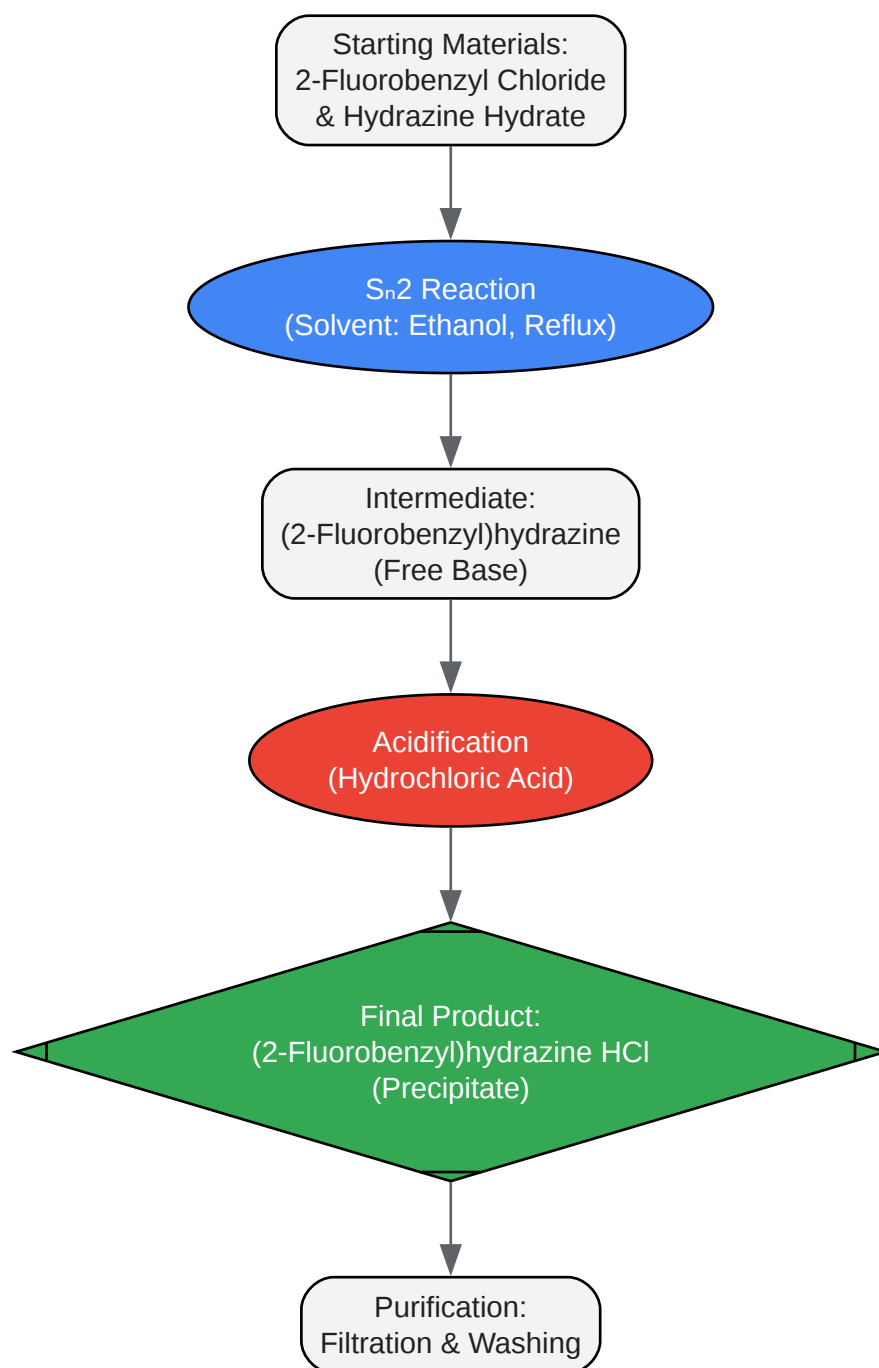 Starting Materials:
2-Fluorobenzyl Chloride
& Hydrazine Hydrate
Sₙ2 Reaction
(Solvent: Ethanol, Reflux)
Intermediate:
(2-Fluorobenzyl)hydrazine
(Free Base)
Acidification
(Hydrochloric Acid)
Final Product:
(2-Fluorobenzyl)hydrazine HCl
(Precipitate)
Purification:
Filtration & Washing